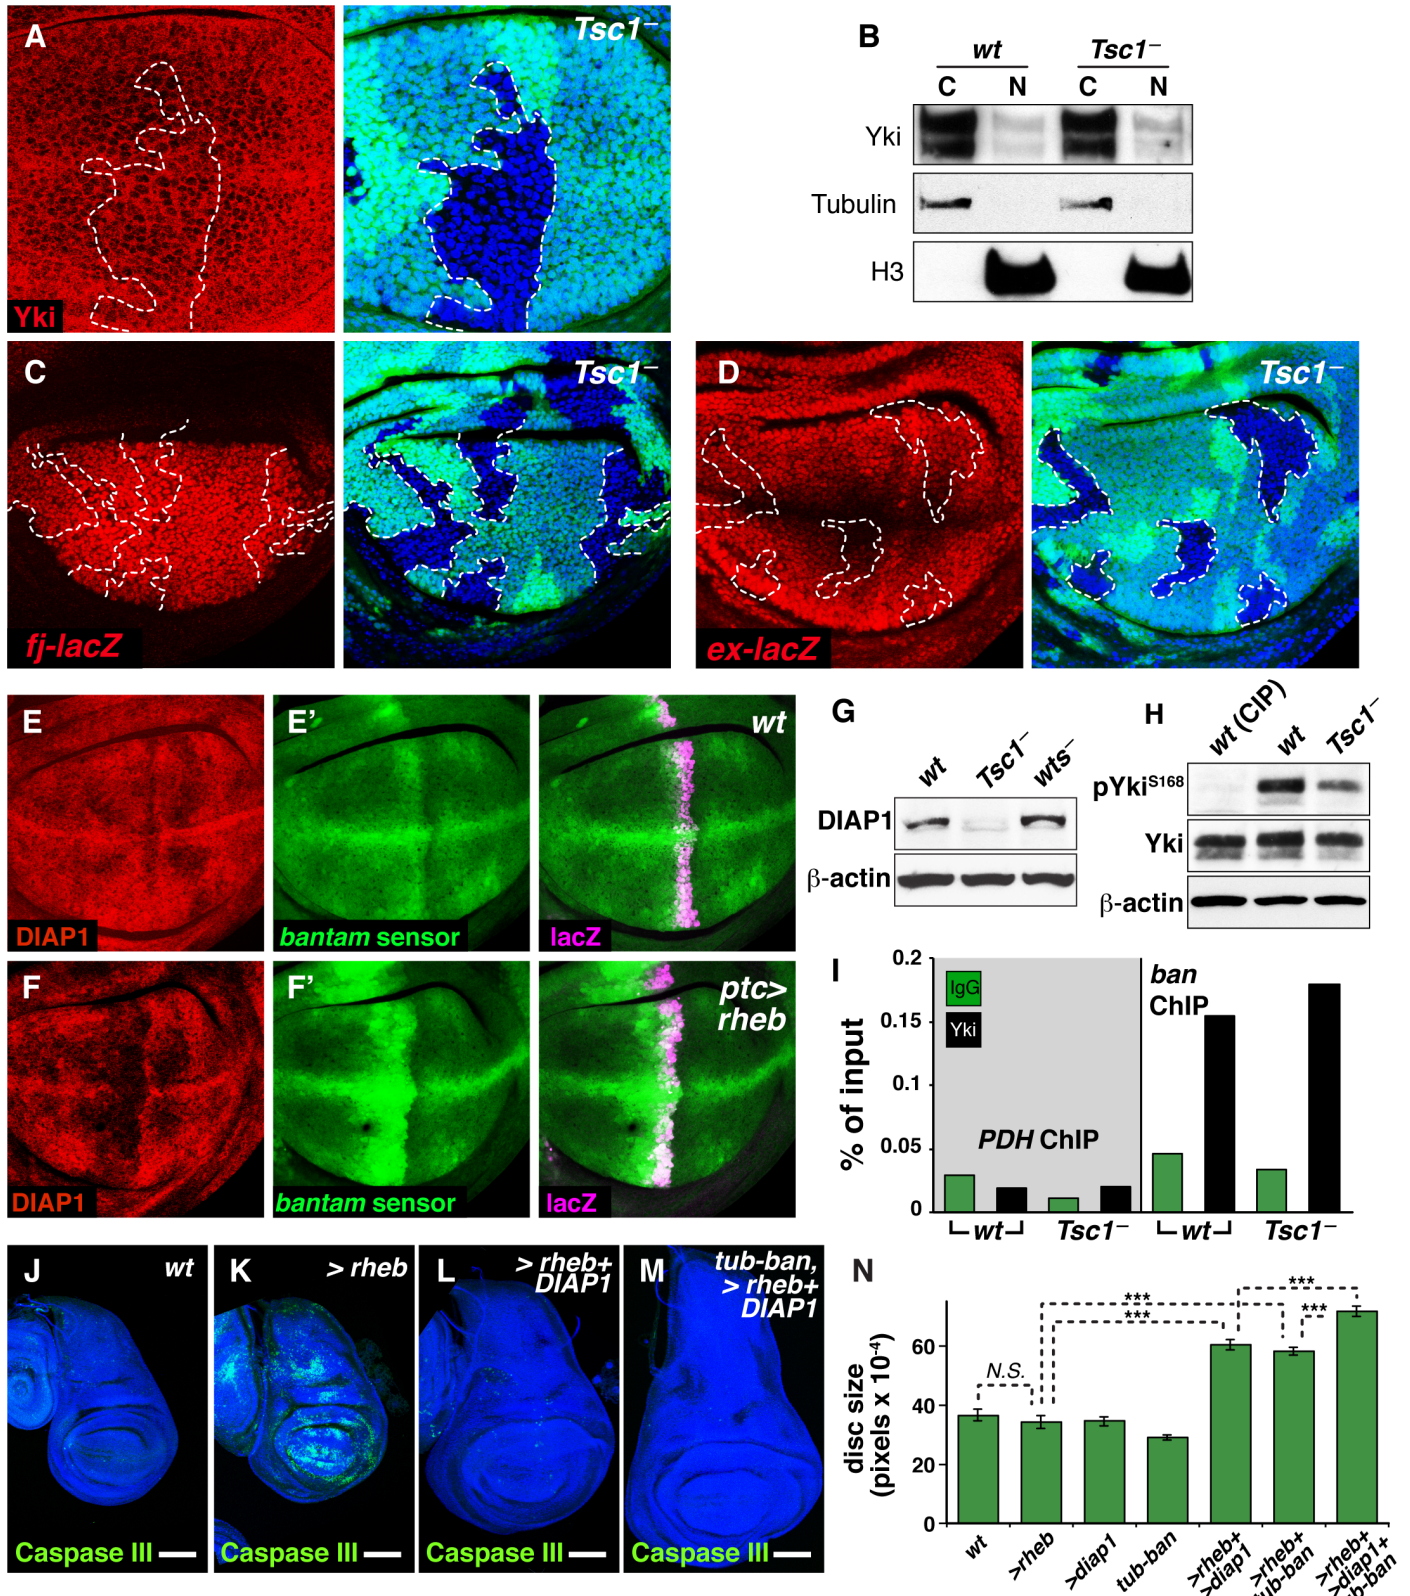 A
Tsc1–
Yki
B
wt
Tsc1–
C
N
C
N
Yki
Tubulin
H3
C
Tsc1–
fj-lacZ
D
Tsc1–
ex-lacZ
E
E’
wt
DIAP1
bantam sensor
lacZ
F
F’
ptc>
rheb
DIAP1
bantam sensor
lacZ
G
wt
Tsc1–
wts–
DIAP1
β-actin
H
wt (CIP)
wt
Tsc1–
pYkiS168
Yki
β-actin
I
0.2
0.15
0.1
0.05
0
% of input
IgG
Yki
PDH ChIP
ban
ChIP
wt
Tsc1–
wt
Tsc1–
J
wt
Caspase III
K
> rheb
Caspase III
L
> rheb+
DIAP1
Caspase III
M
tub-ban,
> rheb+
DIAP1
Caspase III
N
disc size
(pixels x 10-4)
60
40
20
0
N.S.
***
***
***
***
wt
>rheb
>diap1
tub-ban
>rheb+
>diap1
>rheb+
tub-ban
>rheb+
>diap1+